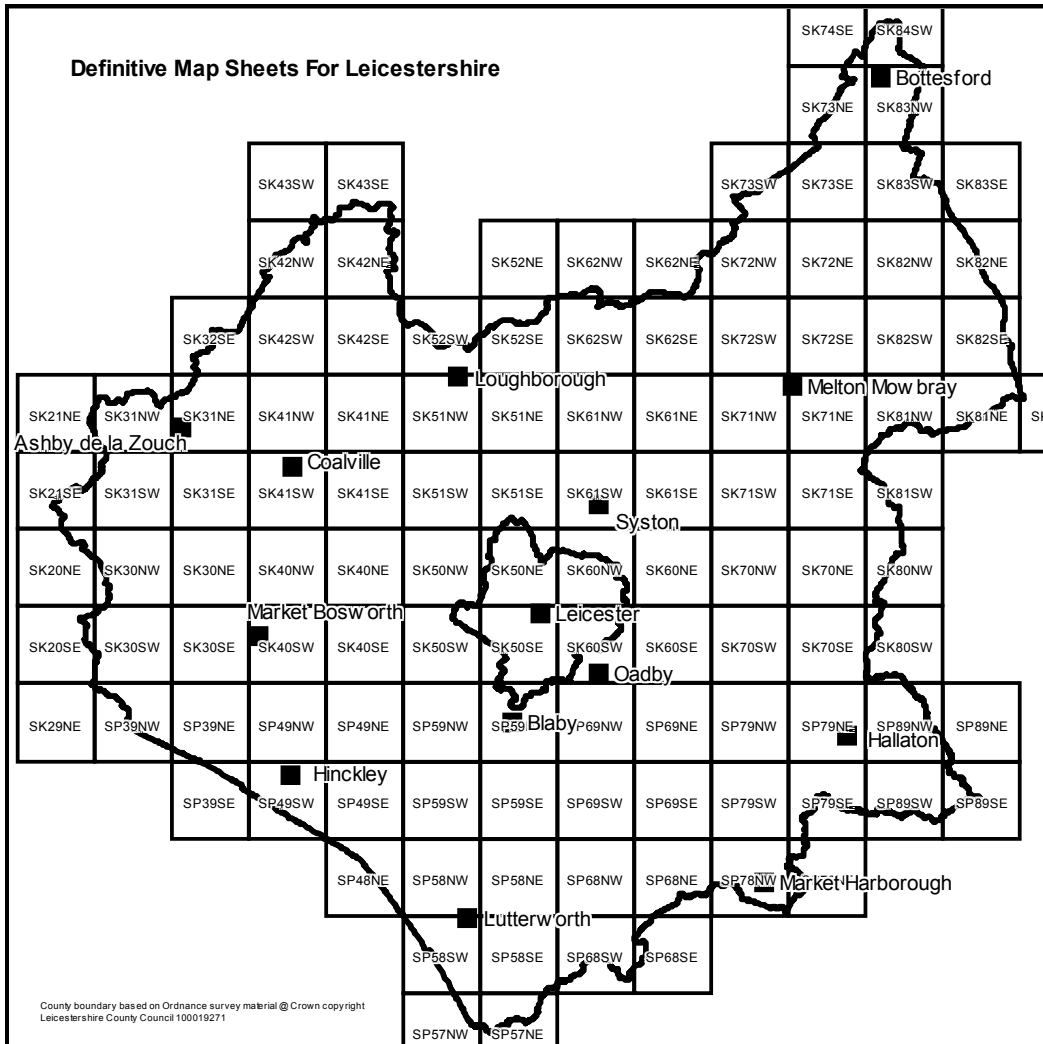 SK74SE SK84SW
Definitive Map Sheets For Leicestershire
Bottesford
SK73NE SK83NW
SK43SW SK43SE SK73SW SK73SE SK83SW SK83SE
SK42NW SK42NE SK52NE SK62NW SK62NE SK72NW SK72NE SK82NW SK82NE
SK32SE SK42SW SK42SE SK52SW SK52SE SK62SW SK62SE SK72SW SK72SE SK82SW SK82SE
Loughborough Melton Mowbray
SK21NE SK31NW SK31NE SK41NW SK41NE SK51NW SK51NE SK61NW SK61NE SK71NW SK71NE SK81NW SK81NE
Ashby de la Zouch
Coalville
SK21SE SK31SW SK31SE SK41SW SK41SE SK51SW SK51SE SK61SW SK61SE SK71SW SK71SE SK81SW
Syston
SK20NE SK30NW SK30NE SK40NW SK40NE SK50NW SK50NE SK60NW SK60NE SK70NW SK70NE SK80NW
Market Bosworth Leicester
SK20SE SK30SW SK30SE SK40SW SK40SE SK50SW SK50SE SK60SW SK60SE SK70SW SK70SE SK80SW
Oadby
SK29NE SP39NW SP39NE SP49NW SP49NE SP59NW SP59 Blaby P69NW SP69NE SP79NW SP79NE SP89NW SP89NE
Hallaton
Hinckley
SP39SE SP49SW SP49SE SP59SW SP59SE SP69SW SP69SE SP79SW SP79SE SP89SW SP89SE
SP48NE SP58NW SP58NE SP68NW SP68NE SP78NW Market Harborough
Lutterworth
SP58SW SP58SE SP68SW SP68SE
County boundary based on Ordnance survey material @ Crown copyright
Leicestershire County Council 100019271
SP57NW SP57NE